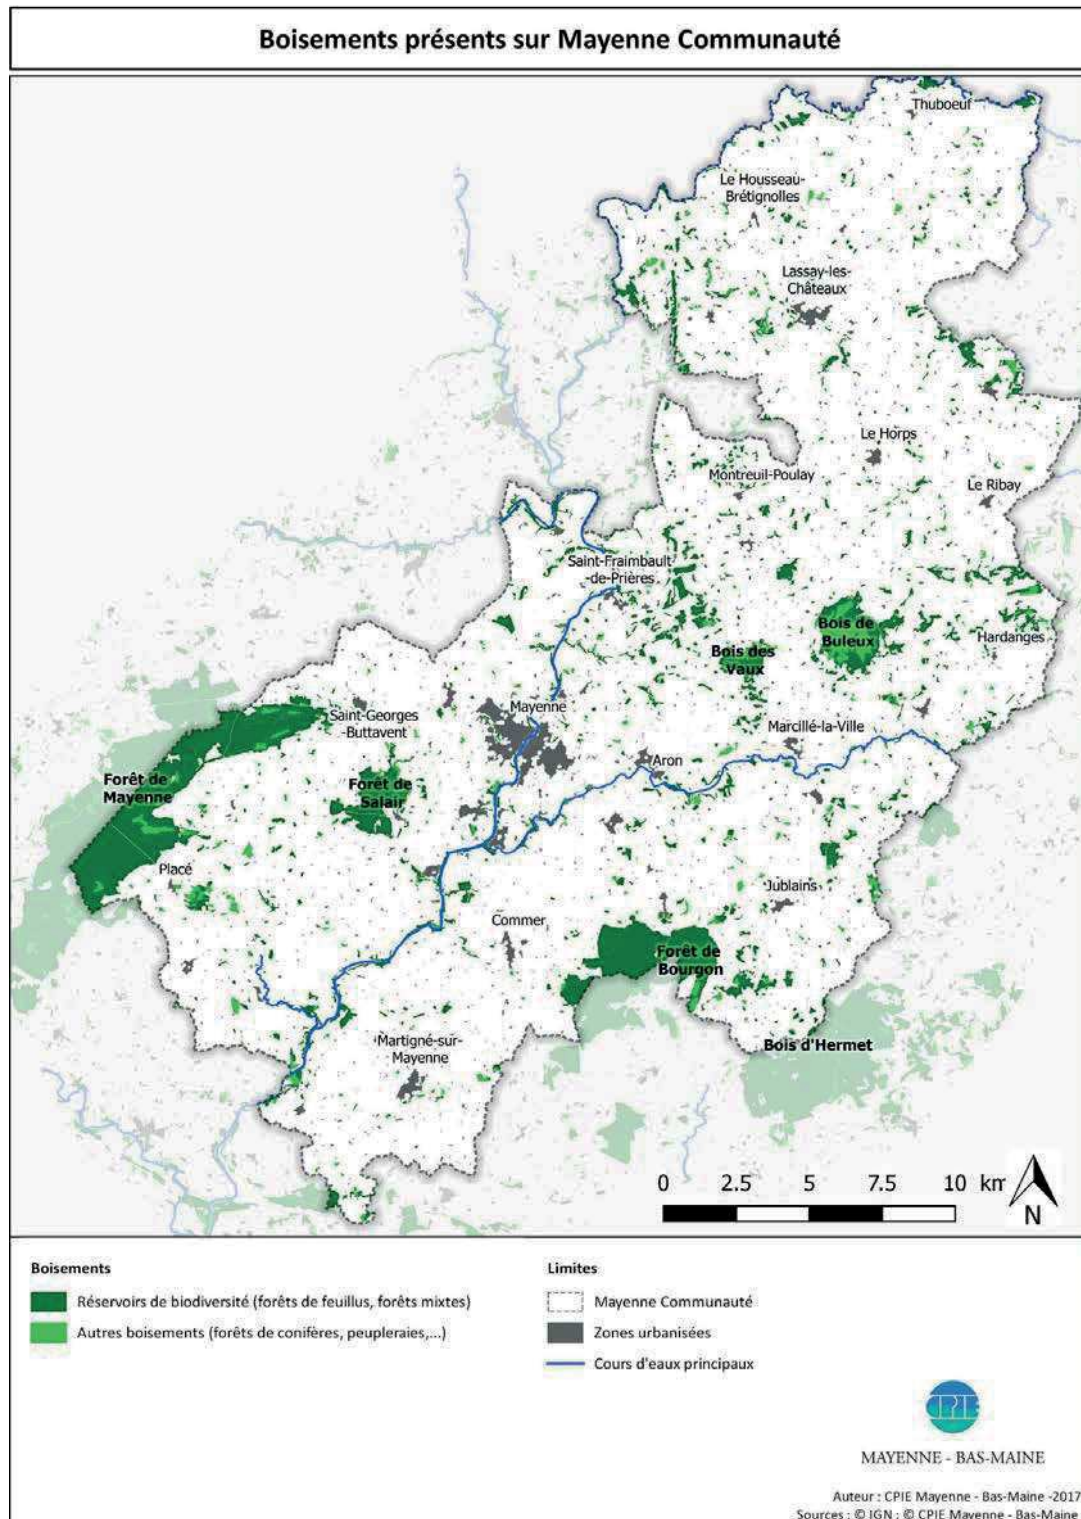 Boisements présents sur Mayenne Communauté
Thuboeuf
Le Housseau-
Brétignolles
Lassay-les-
Châteaux
Le Horps
Montreuil-Poulay
Le Ribay
Saint-Fraimbault
-de-Prières
Bois de
Buleux
Hardanges
Bois des
Vaux
Mayenne
Saint-Georges
-Buttavent
Marcillé-la-Ville
Aron
Forêt de
Mayenne
Forêt de
Salair
Placé
Jublains
Commer
Forêt de
Bourgon
Bois d'Hermet
Martigné-sur-
Mayenne
0 2.5 5 7.5 10 km
N
Boisements
Réservoirs de biodiversité (forêts de feuillus, forêts mixtes)
Autres boisements (forêts de conifères, peupleraies,...)
Limites
Mayenne Communauté
Zones urbanisées
Cours d'eaux principaux
CPIE
MAYENNE - BAS-MAINE
Auteur : CPIE Mayenne - Bas-Maine -2017
Sources : © IGN ; © CPIE Mayenne - Bas-Maine